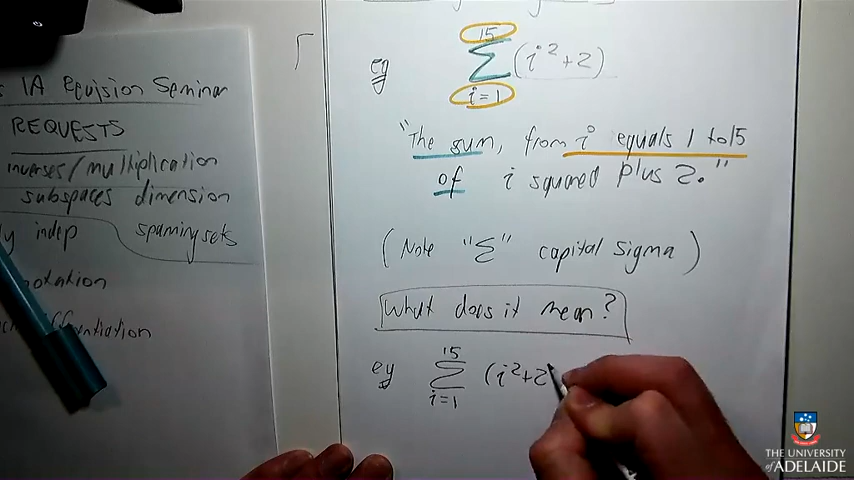 1A Revision Seminar
REQUESTS
inverses/multiplication
subspaces dimension
indep spanning sets
notation
eg 15 Σ i=1 (i²+2)
"The sum, from i equals 1 to 15
of i squared plus 2."
(Note "Σ" capital sigma)
What does it mean?
eg 15 Σ i=1 (i²+2
THE UNIVERSITY
of ADELAIDE